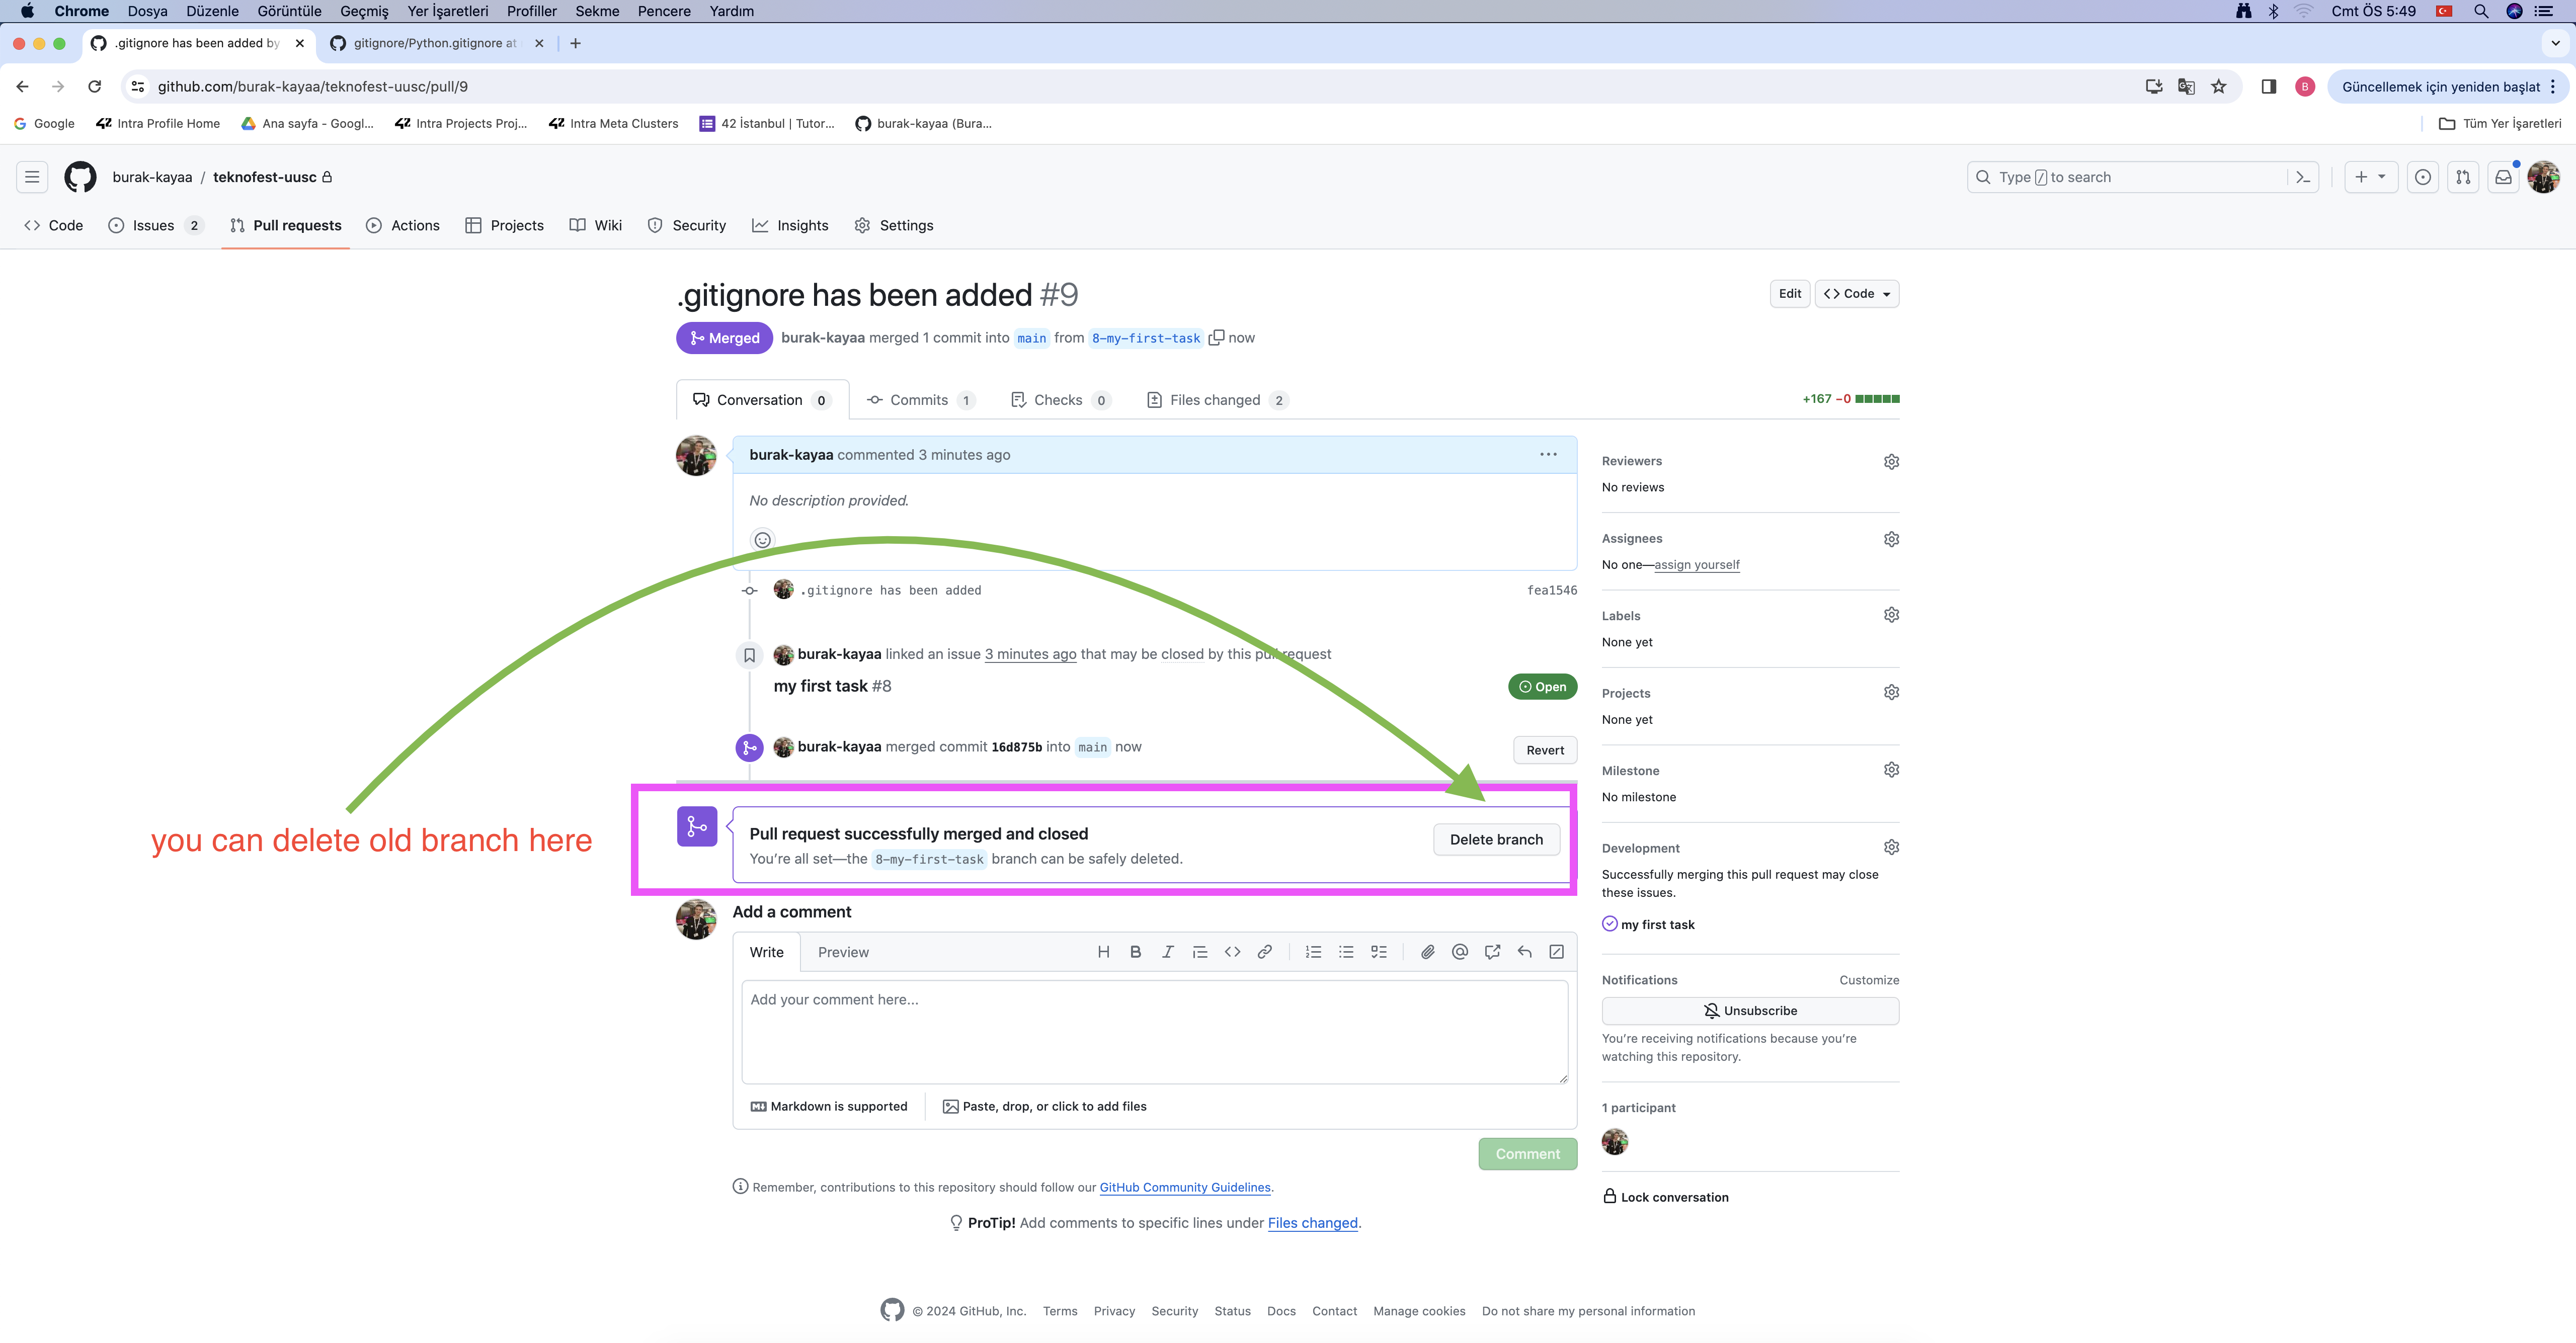 Chrome Dosya Düzenle Görüntüle Geçmiş Yer İşaretleri Profiller Sekme Pencere Yardım Cmt ÖS 5:49
.gitignore has been added by gitignore/Python.gitignore at
github.com/burak-kayaa/teknofest-uusc/pull/9 B Güncellemek için yeniden başlat
Google Intra Profile Home Ana sayfa - Googl... Intra Projects Proj... Intra Meta Clusters 42 İstanbul | Tutor... burak-kayaa (Bura... Tüm Yer İşaretleri
burak-kayaa / teknofest-uusc Type / to search
Code Issues 2 Pull requests Actions Projects Wiki Security Insights Settings
.gitignore has been added #9 Edit <> Code
Merged burak-kayaa merged 1 commit into main from 8-my-first-task now
Conversation 0 Commits 1 Checks 0 Files changed 2 +167 −0
burak-kayaa commented 3 minutes ago
No description provided.
.gitignore has been added fea1546
burak-kayaa linked an issue 3 minutes ago that may be closed by this pull request
my first task #8 Open
burak-kayaa merged commit 16d875b into main now Revert
you can delete old branch here
Pull request successfully merged and closed
You're all set—the 8-my-first-task branch can be safely deleted.
Delete branch
Add a comment
Write Preview
Add your comment here...
Markdown is supported Paste, drop, or click to add files
Comment
Remember, contributions to this repository should follow our GitHub Community Guidelines.
ProTip! Add comments to specific lines under Files changed.
Reviewers
No reviews
Assignees
No one—assign yourself
Labels
None yet
Projects
None yet
Milestone
No milestone
Development
Successfully merging this pull request may close
these issues.
my first task
Notifications Customize
Unsubscribe
You're receiving notifications because you're
watching this repository.
1 participant
Lock conversation
© 2024 GitHub, Inc. Terms Privacy Security Status Docs Contact Manage cookies Do not share my personal information